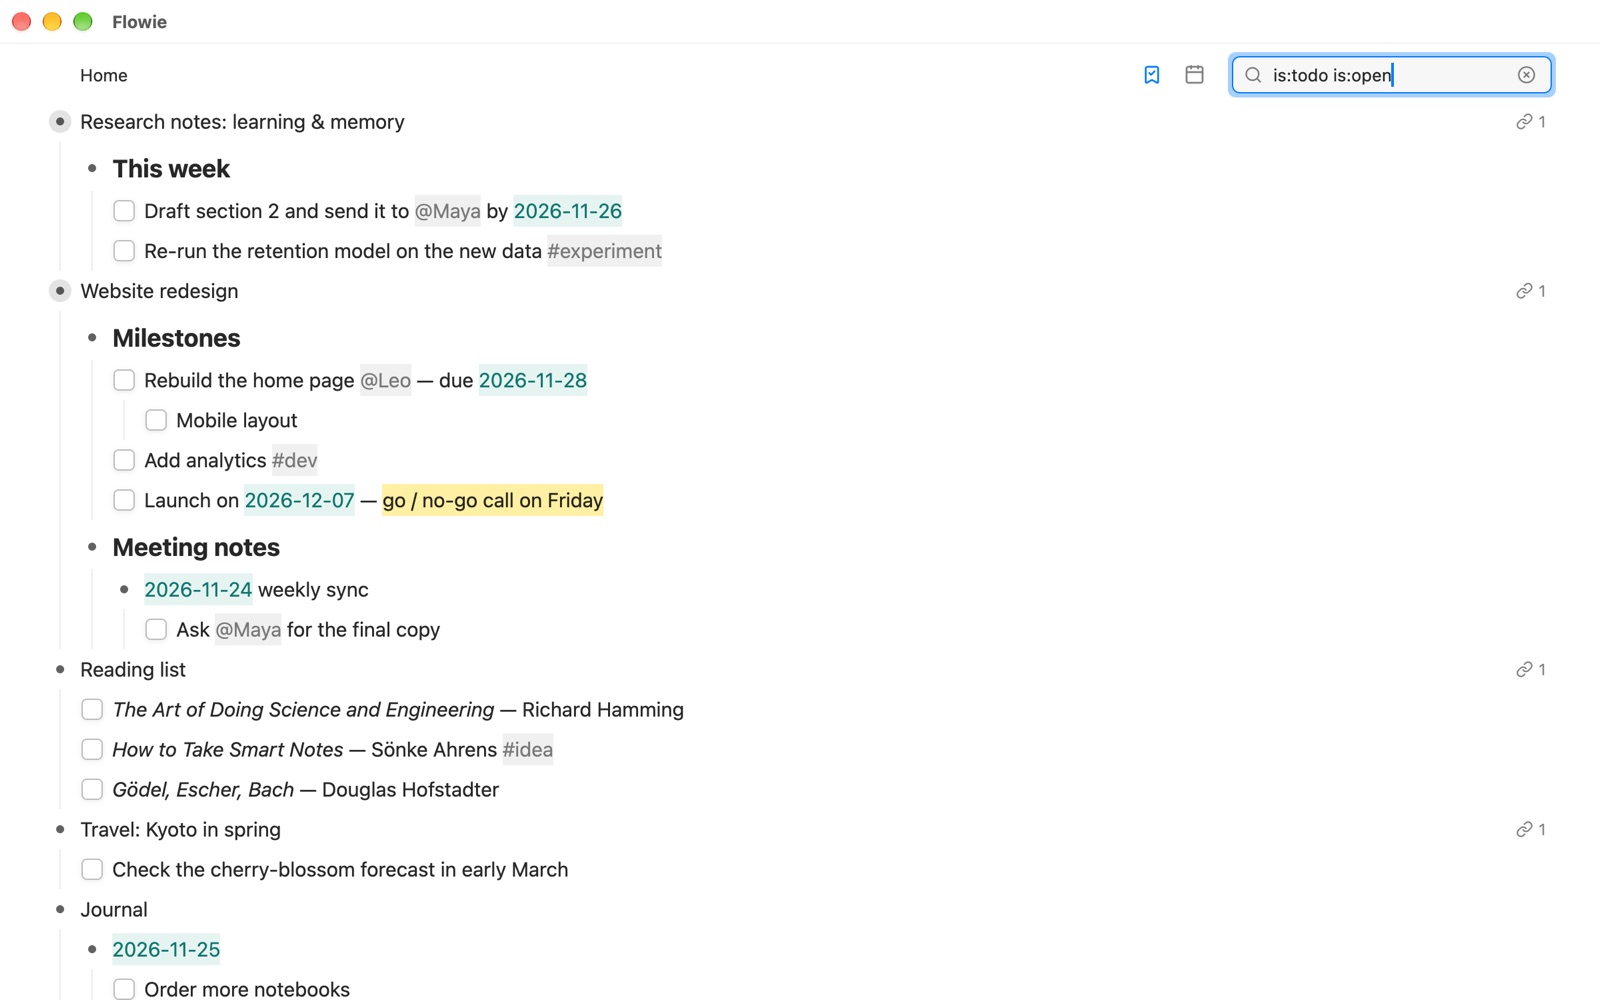 Flowie
Home
is:todo is:open
Research notes: learning & memory
1
This week
Draft section 2 and send it to @Maya by 2026-11-26
Re-run the retention model on the new data #experiment
Website redesign
1
Milestones
Rebuild the home page @Leo — due 2026-11-28
Mobile layout
Add analytics #dev
Launch on 2026-12-07 — go / no-go call on Friday
Meeting notes
2026-11-24 weekly sync
Ask @Maya for the final copy
Reading list
1
The Art of Doing Science and Engineering — Richard Hamming
How to Take Smart Notes — Sönke Ahrens #idea
Gödel, Escher, Bach — Douglas Hofstadter
Travel: Kyoto in spring
1
Check the cherry-blossom forecast in early March
Journal
2026-11-25
Order more notebooks